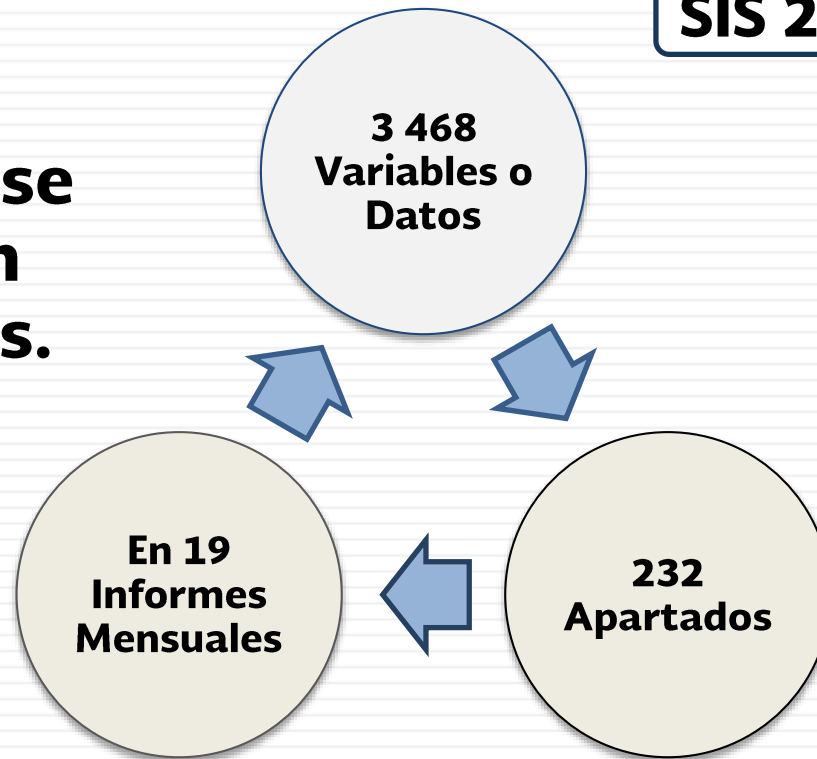 SIS 2
3 468
Variables o
Datos
se
s.
En 19
Informes
Mensuales
232
Apartados